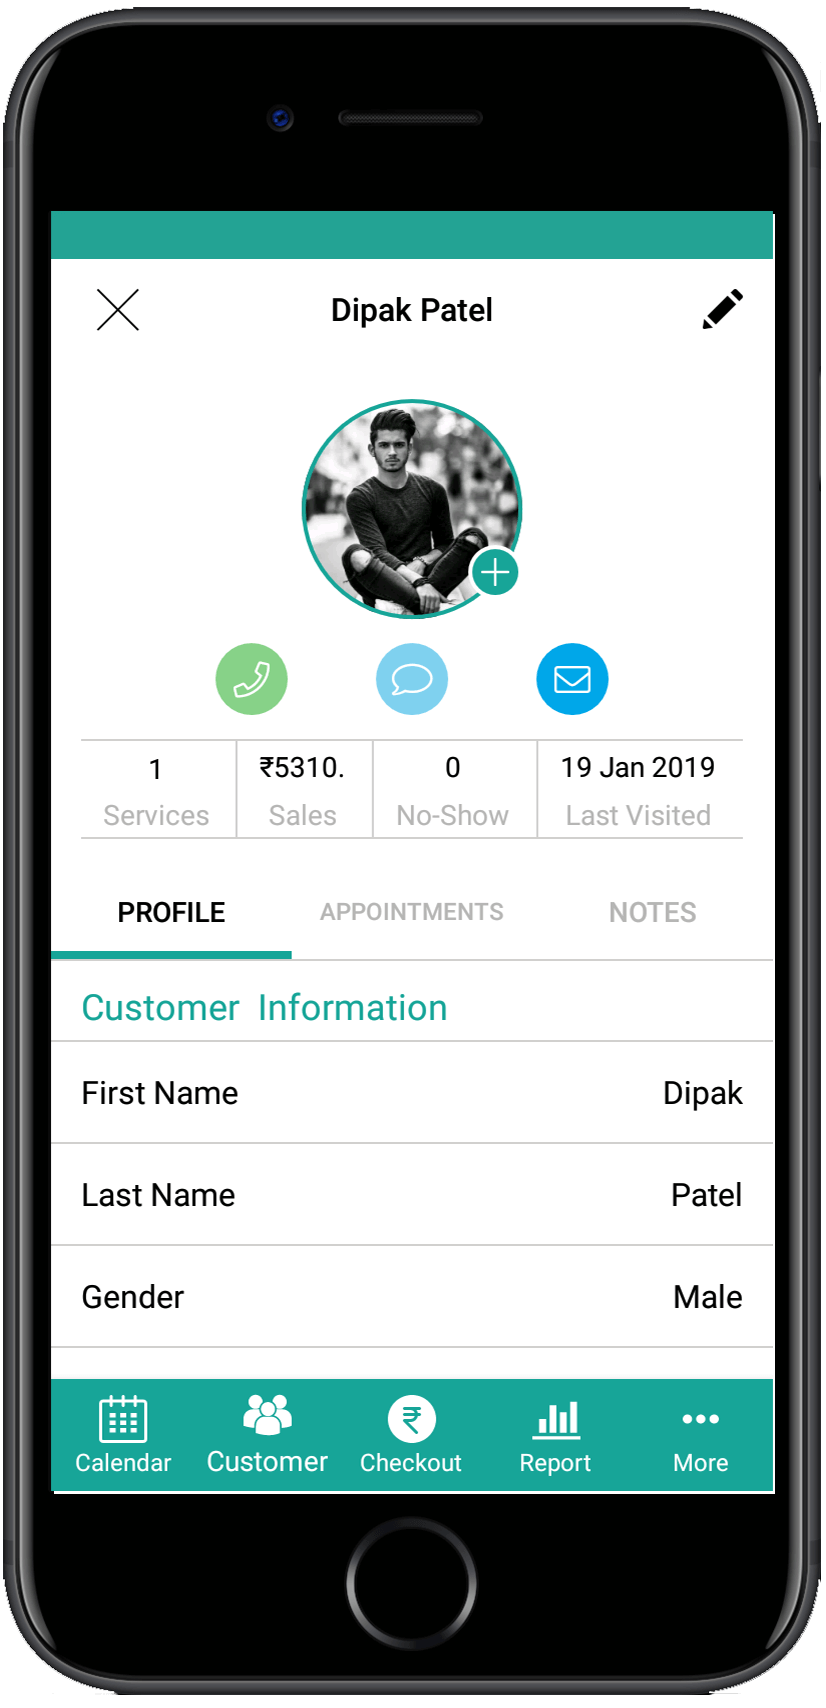 Dipak Patel
1 ₹5310. 0 19 Jan 2019
Services Sales No-Show Last Visited
PROFILE APPOINTMENTS NOTES
Customer Information
First Name Dipak
Last Name Patel
Gender Male
Calendar Customer Checkout Report More